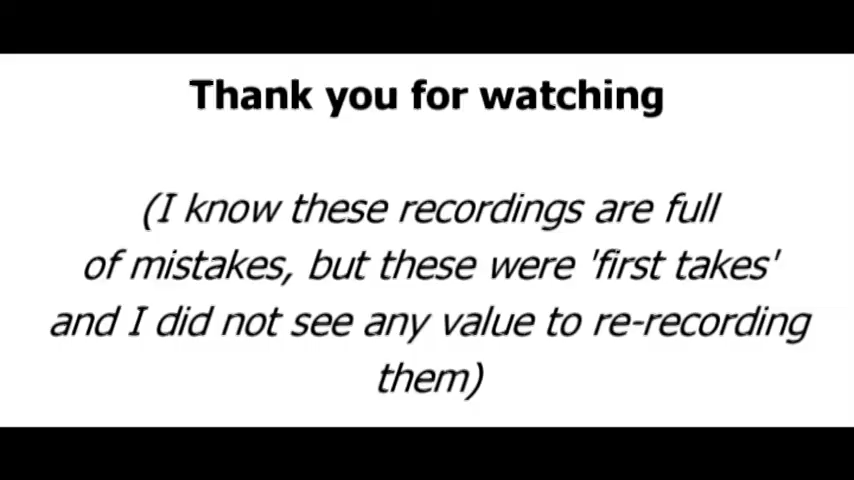 Thank you for watching
(I know these recordings are full
of mistakes, but these were 'first takes'
and I did not see any value to re-recording
them)